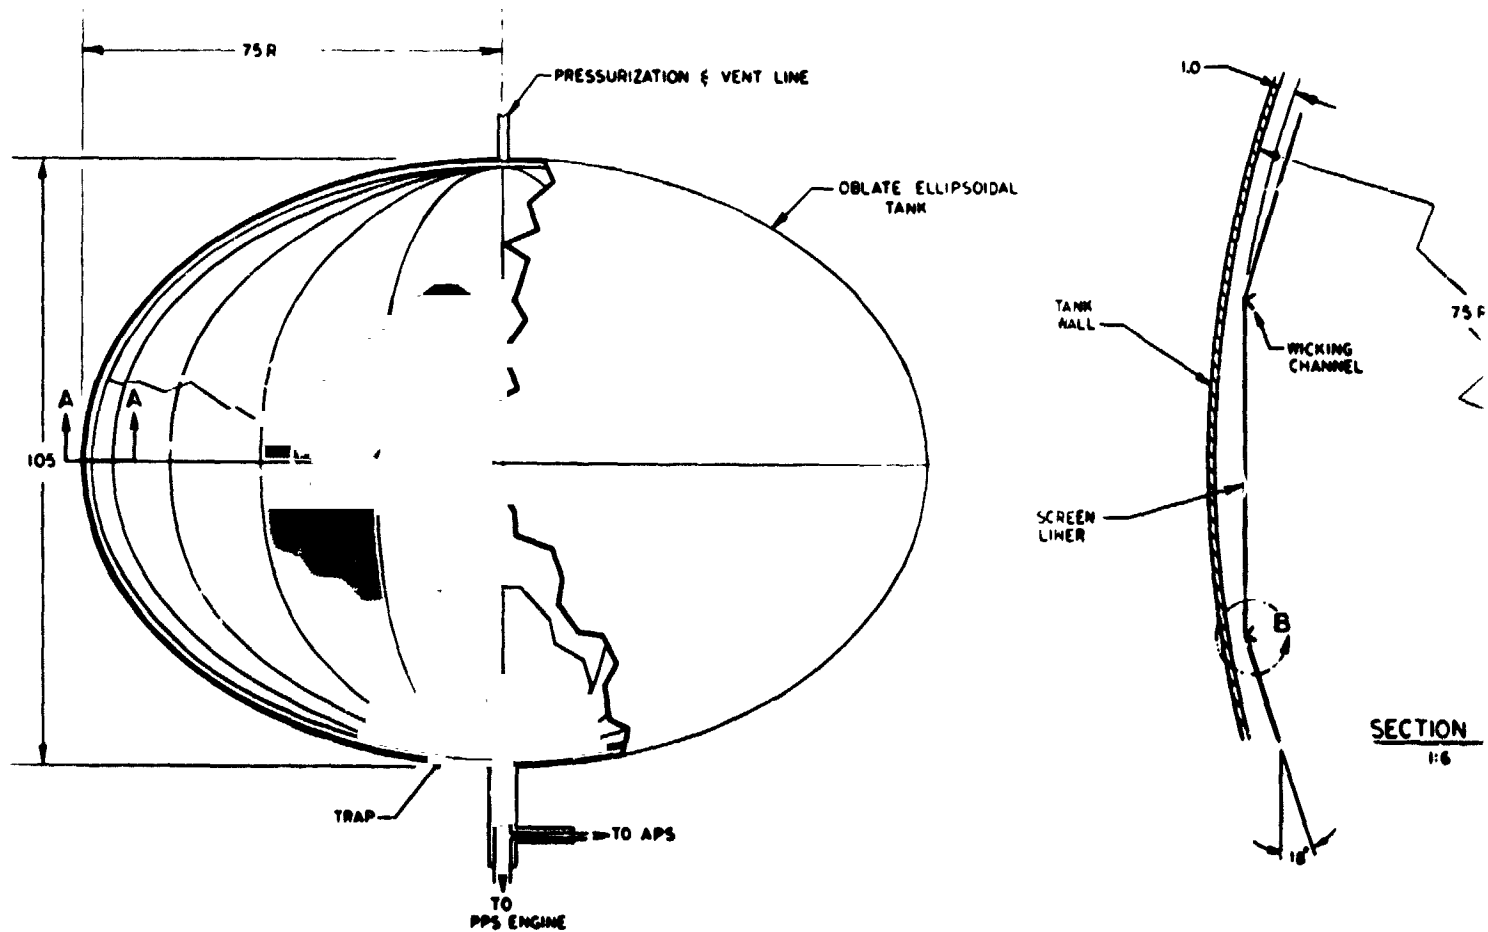 75 R
PRESSURIZATION & VENT LINE
OBLATE ELLIPSOIDAL
TANK
A
A
105
TRAP
TO APS
TO
PPS ENGINE
1.0
75 R
TANK
WALL
WICKING
CHANNEL
SCREEN
LINER
B
SECTION
1:6
18°